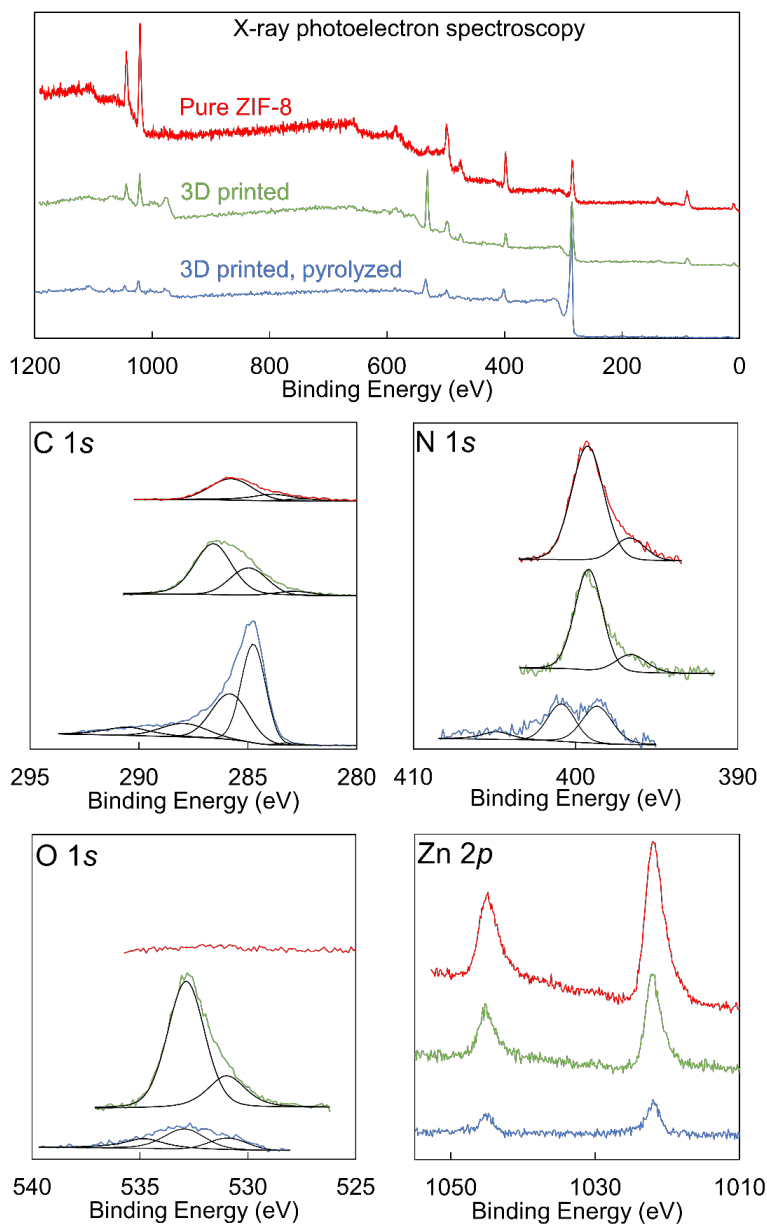 X-ray photoelectron spectroscopy
Pure ZIF-8
3D printed
3D printed, pyrolyzed
1200 1000 800 600 400 200 0
Binding Energy (eV)
C 1s
295 290 285 280
Binding Energy (eV)
N 1s
410 400 390
Binding Energy (eV)
O 1s
540 535 530 525
Binding Energy (eV)
Zn 2p
1050 1030 1010
Binding Energy (eV)